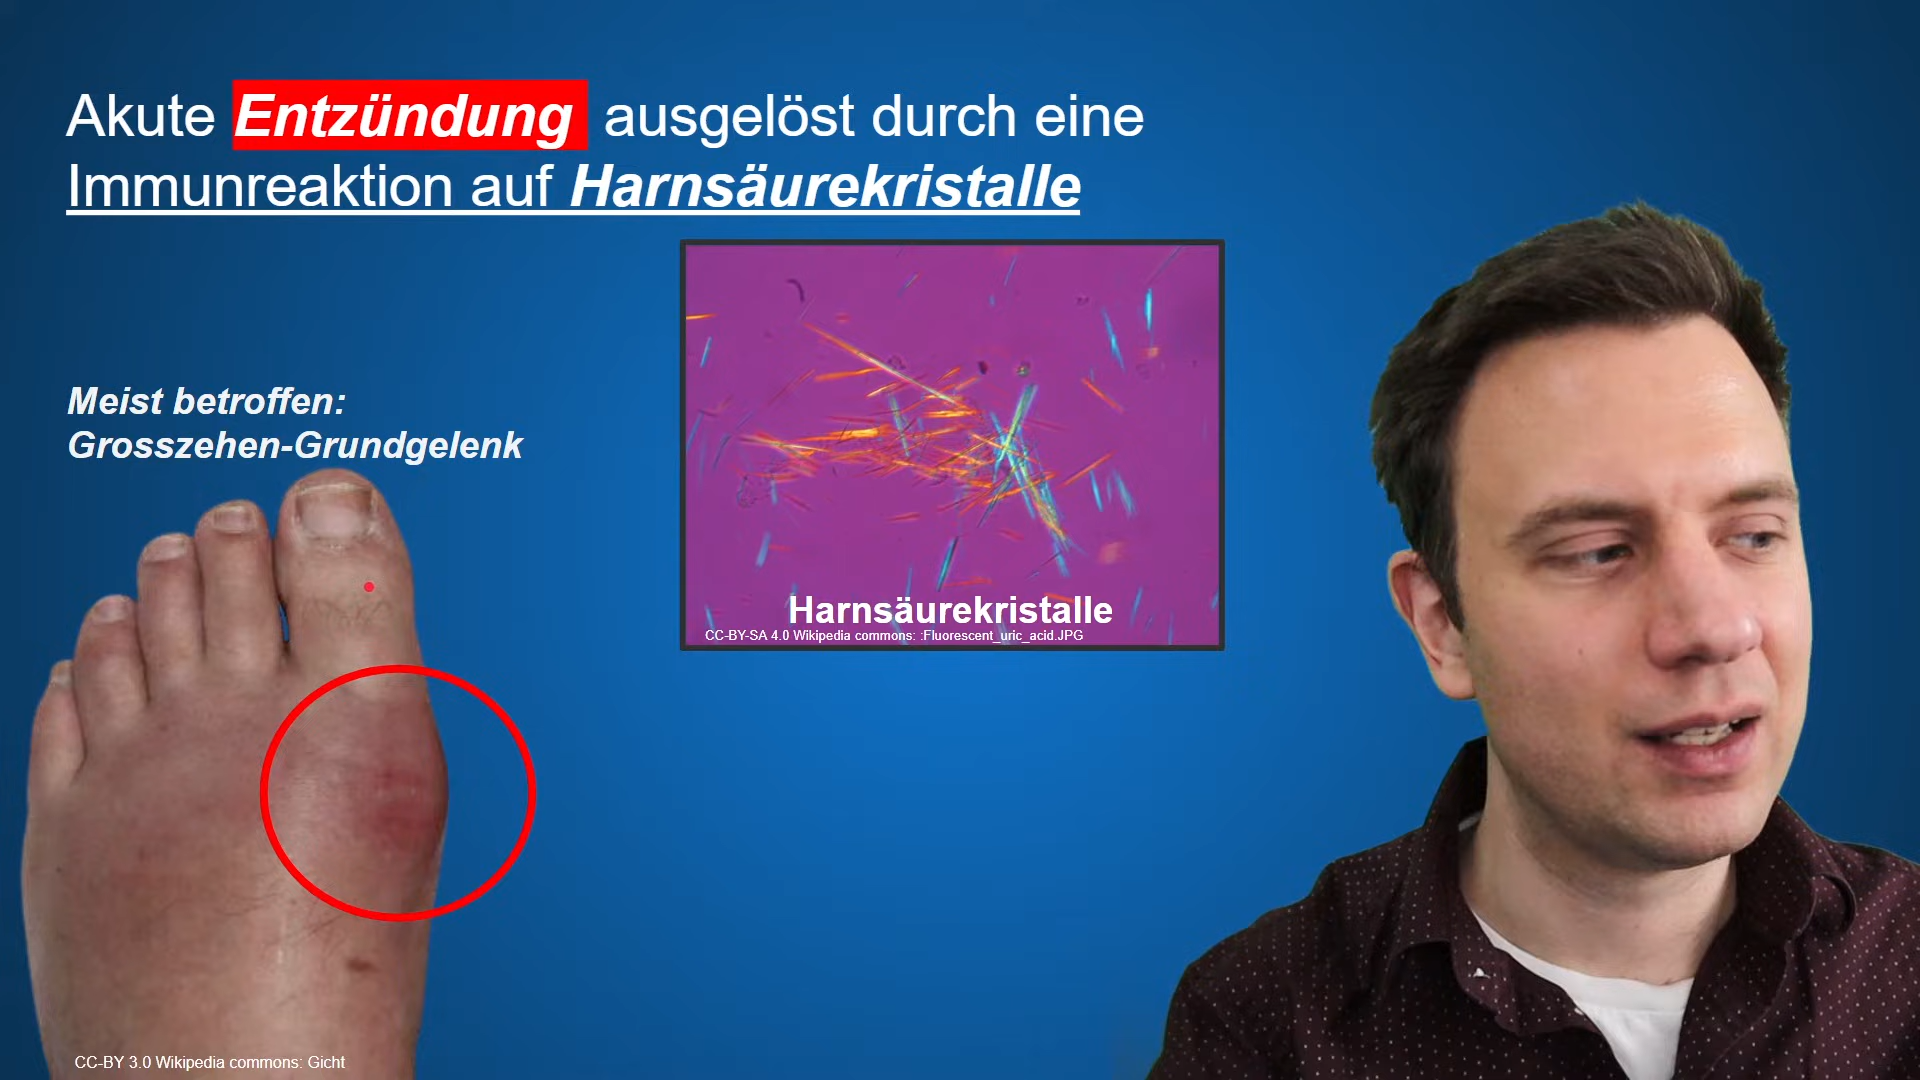 Akute Entzündung ausgelöst durch eine
Immunreaktion auf Harnsäurekristalle
Meist betroffen:
Grosszehen-Grundgelenk
Harnsäurekristalle
CC-BY-SA 4.0 Wikipedia commons: :Fluorescent_uric_acid.JPG
CC-BY 3.0 Wikipedia commons: Gicht